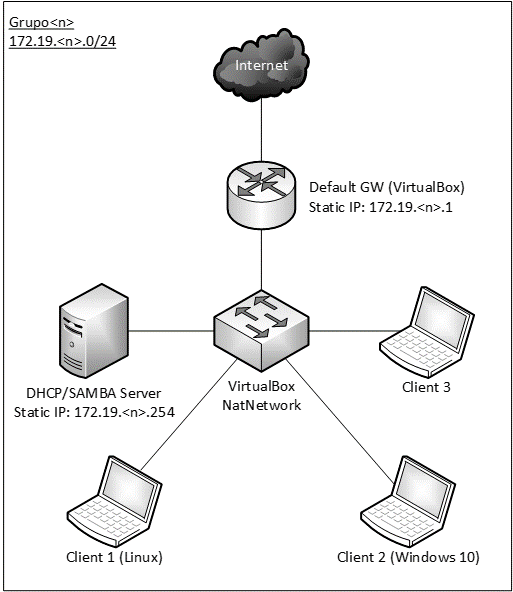 Grupo<n>
172.19.<n>.0/24
Internet
Default GW (VirtualBox)
Static IP: 172.19.<n>.1
DHCP/SAMBA Server
Static IP: 172.19.<n>.254
VirtualBox
NatNetwork
Client 3
Client 1 (Linux)
Client 2 (Windows 10)